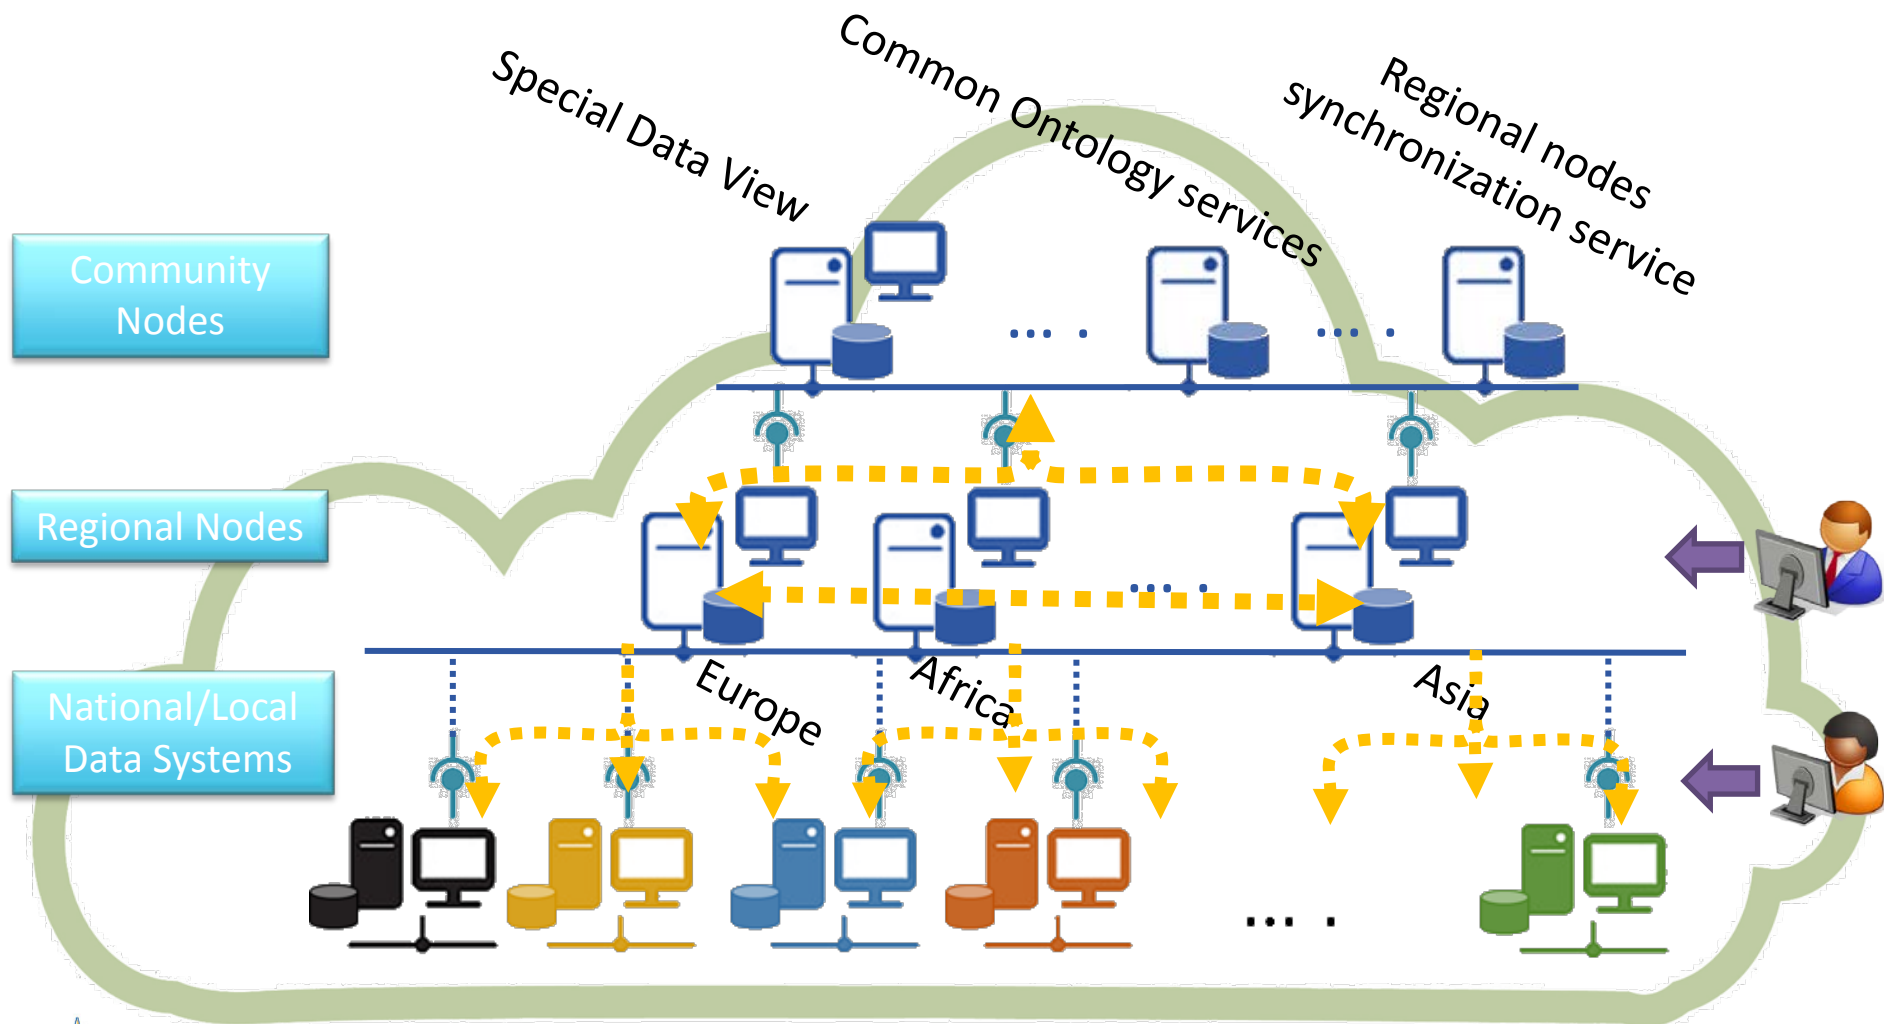 Special Data View
Common Ontology services
Regional nodes
synchronization service
Community
Nodes
Regional Nodes
National/Local
Data Systems
Europe
Africa
Asia